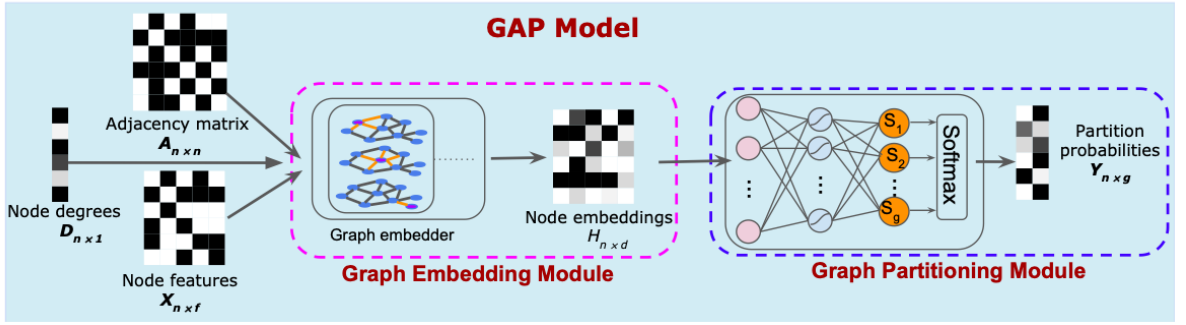 GAP Model
Adjacency matrix
A n × n
Node degrees
D n × 1
Node features
X n × f
Graph embedder
Node embeddings
H n × d
Graph Embedding Module
S1
S2
Sg
Softmax
Partition
probabilities
Y n × g
Graph Partitioning Module